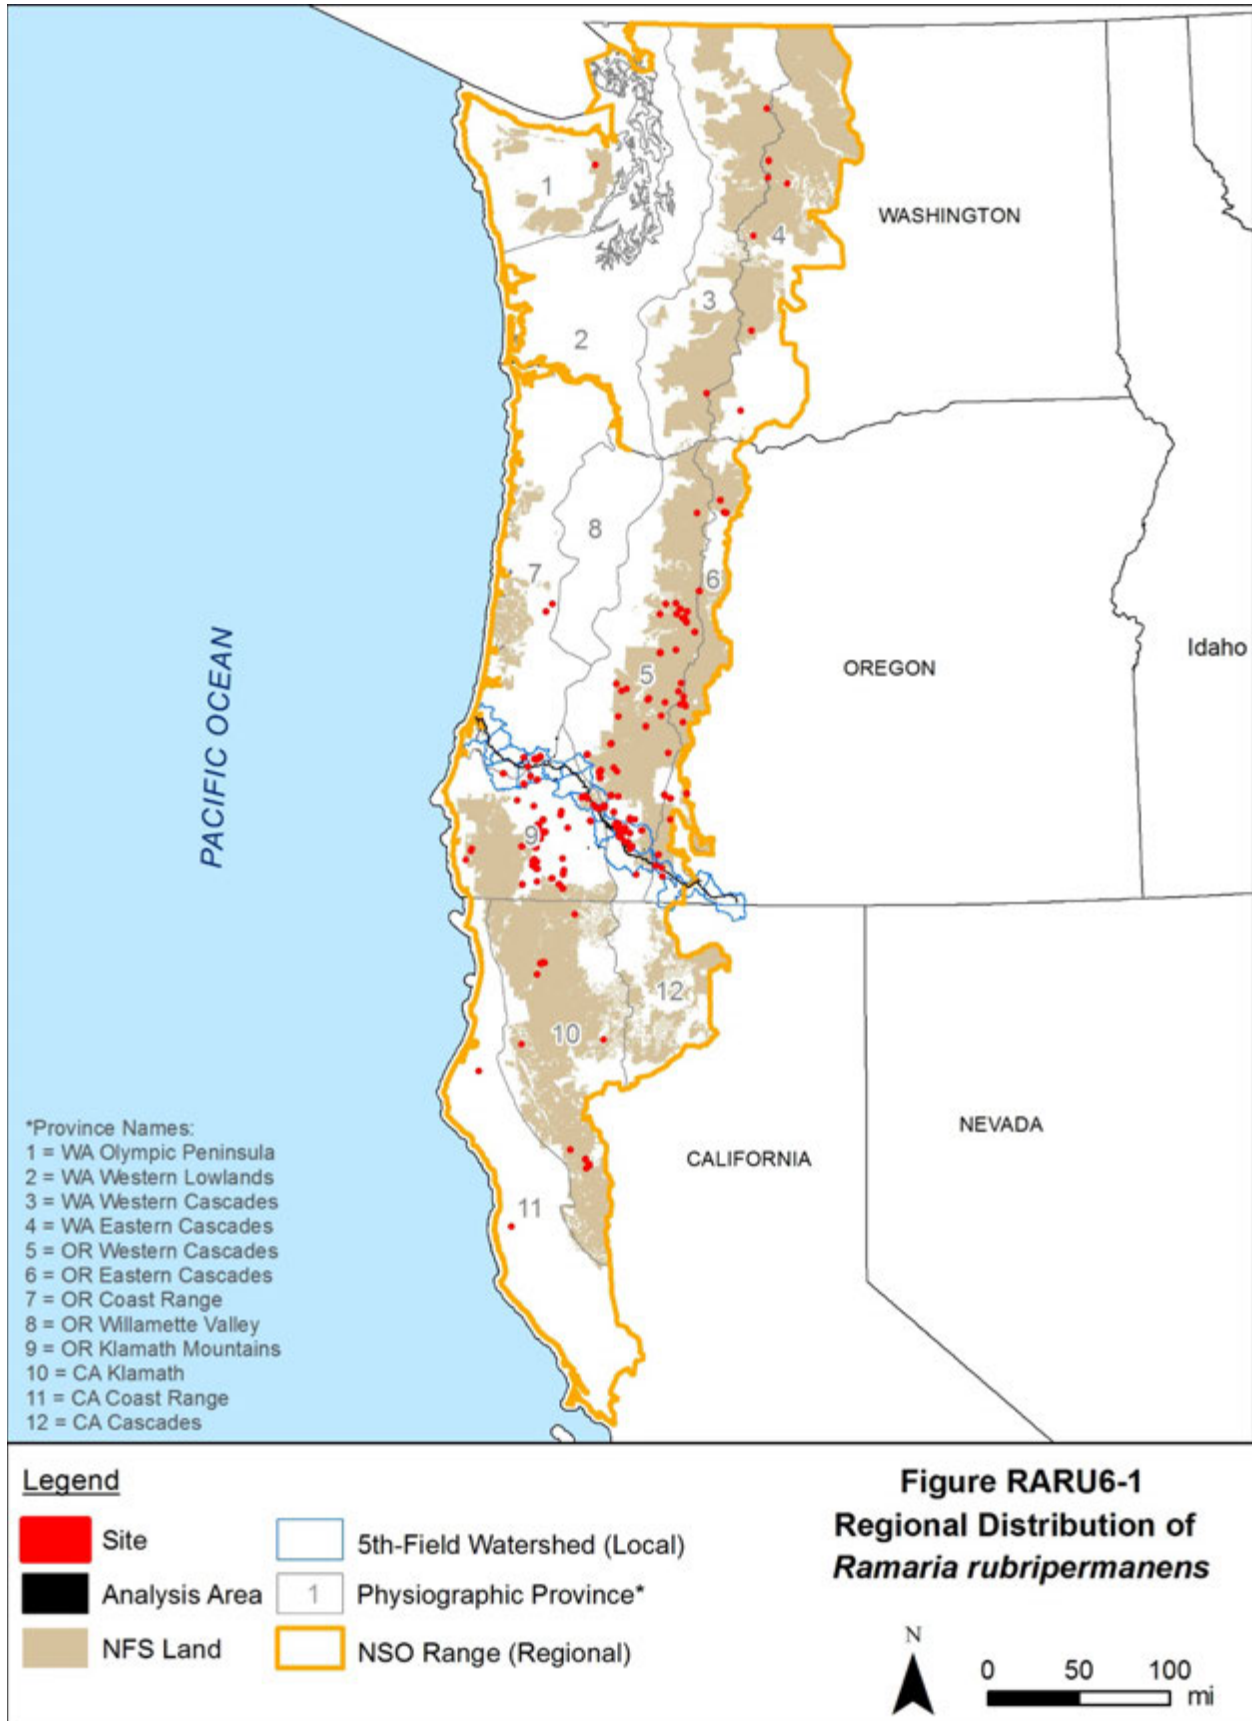 1
WASHINGTON
4
3
2
8
7
6
5
OREGON
Idaho
PACIFIC OCEAN
9
12
10
NEVADA
CALIFORNIA
11
*Province Names:
1 = WA Olympic Peninsula
2 = WA Western Lowlands
3 = WA Western Cascades
4 = WA Eastern Cascades
5 = OR Western Cascades
6 = OR Eastern Cascades
7 = OR Coast Range
8 = OR Willamette Valley
9 = OR Klamath Mountains
10 = CA Klamath
11 = CA Coast Range
12 = CA Cascades
Legend
Site
Analysis Area
NFS Land
5th-Field Watershed (Local)
1 Physiographic Province*
NSO Range (Regional)
Figure RARU6-1
Regional Distribution of
Ramaria rubripermanens
N
0 50 100
mi